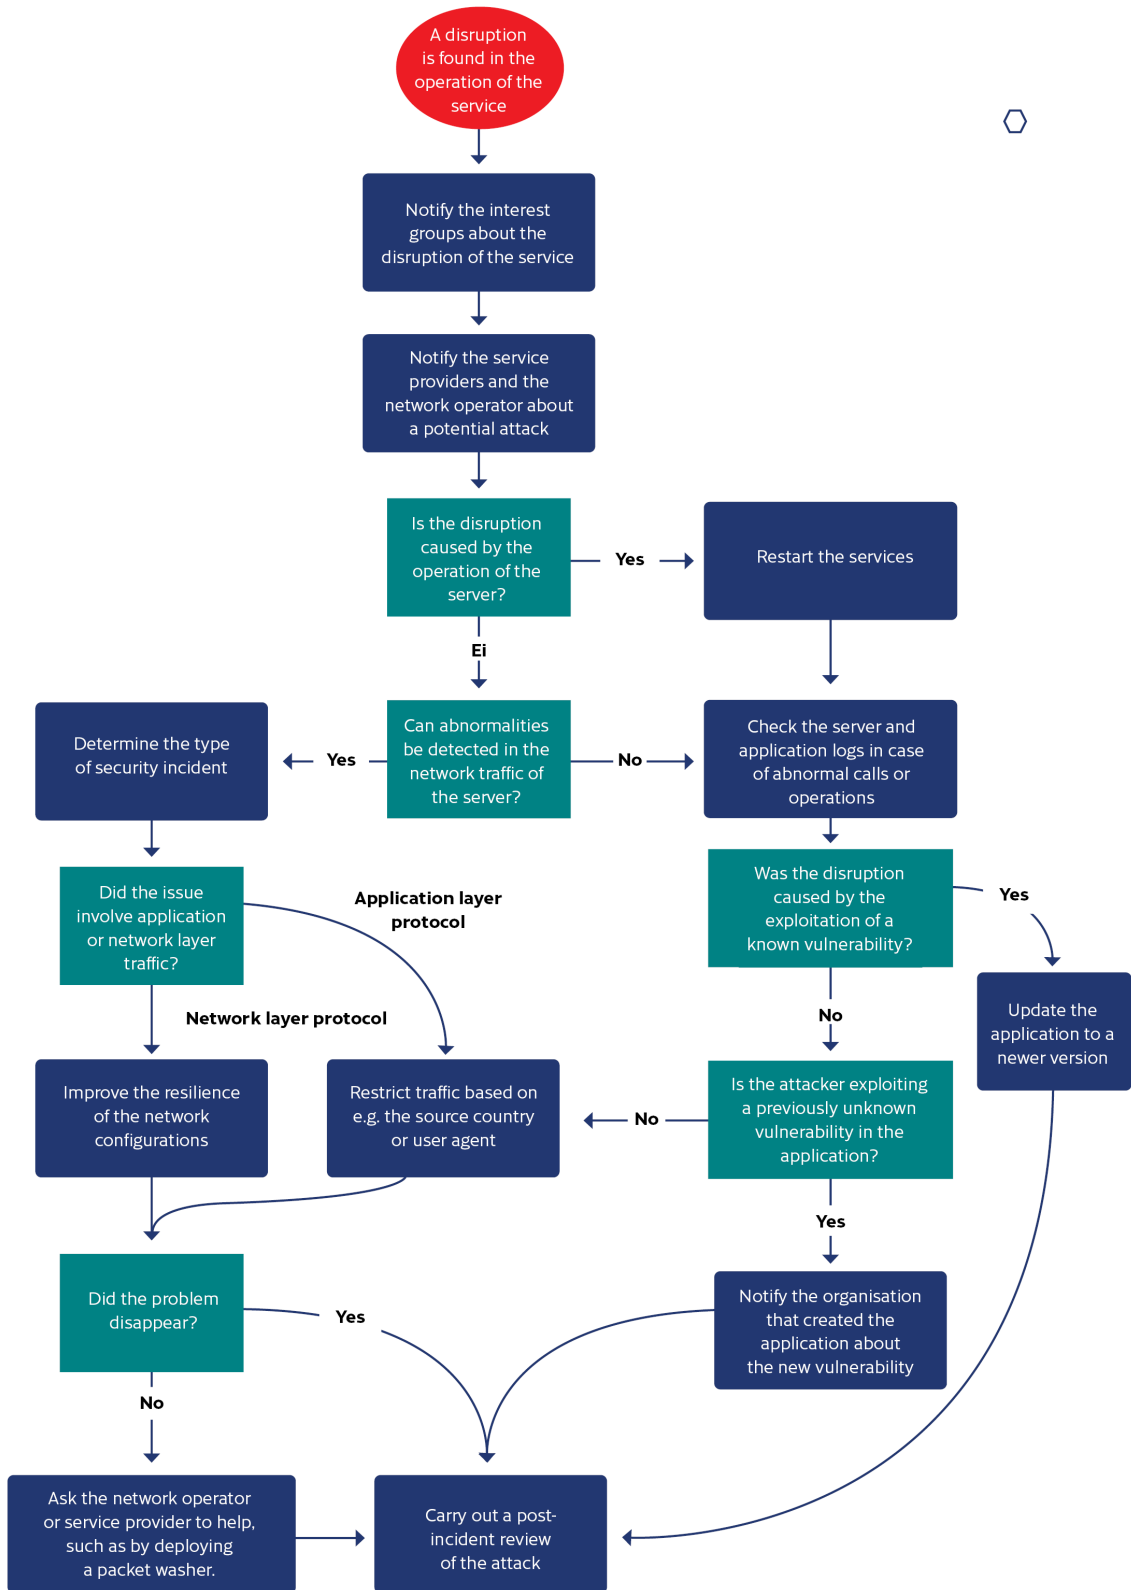 A disruption
is found in the
operation of the
service
Notify the interest
groups about the
disruption of the service
Notify the service
providers and the
network operator about
a potential attack
Is the disruption
caused by the
operation of the
server?
Yes
Restart the services
Ei
Can abnormalities
be detected in the
network traffic of
the server?
Yes
Determine the type
of security incident
No
Check the server and
application logs in case
of abnormal calls or
operations
Did the issue
involve application
or network layer
traffic?
Application layer
protocol
Network layer protocol
Was the disruption
caused by the
exploitation of a
known vulnerability?
Yes
Update the
application to a
newer version
No
Improve the resilience
of the network
configurations
Restrict traffic based on
e.g. the source country
or user agent
No
Is the attacker exploiting
a previously unknown
vulnerability in the
application?
Yes
Notify the organisation
that created the
application about
the new vulnerability
Did the problem
disappear?
Yes
No
Ask the network operator
or service provider to help,
such as by deploying
a packet washer.
Carry out a post-
incident review
of the attack